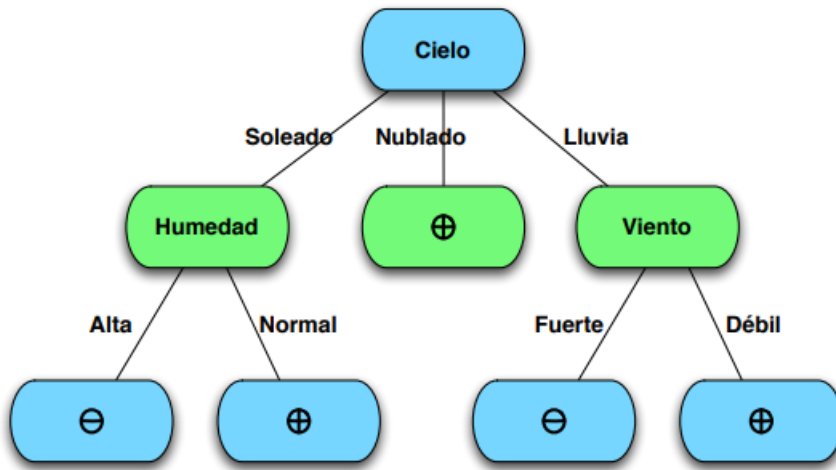 Cielo
Soleado Nublado Lluvia
Humedad ⊕ Viento
Alta Normal Fuerte Débil
⊖ ⊕ ⊖ ⊕